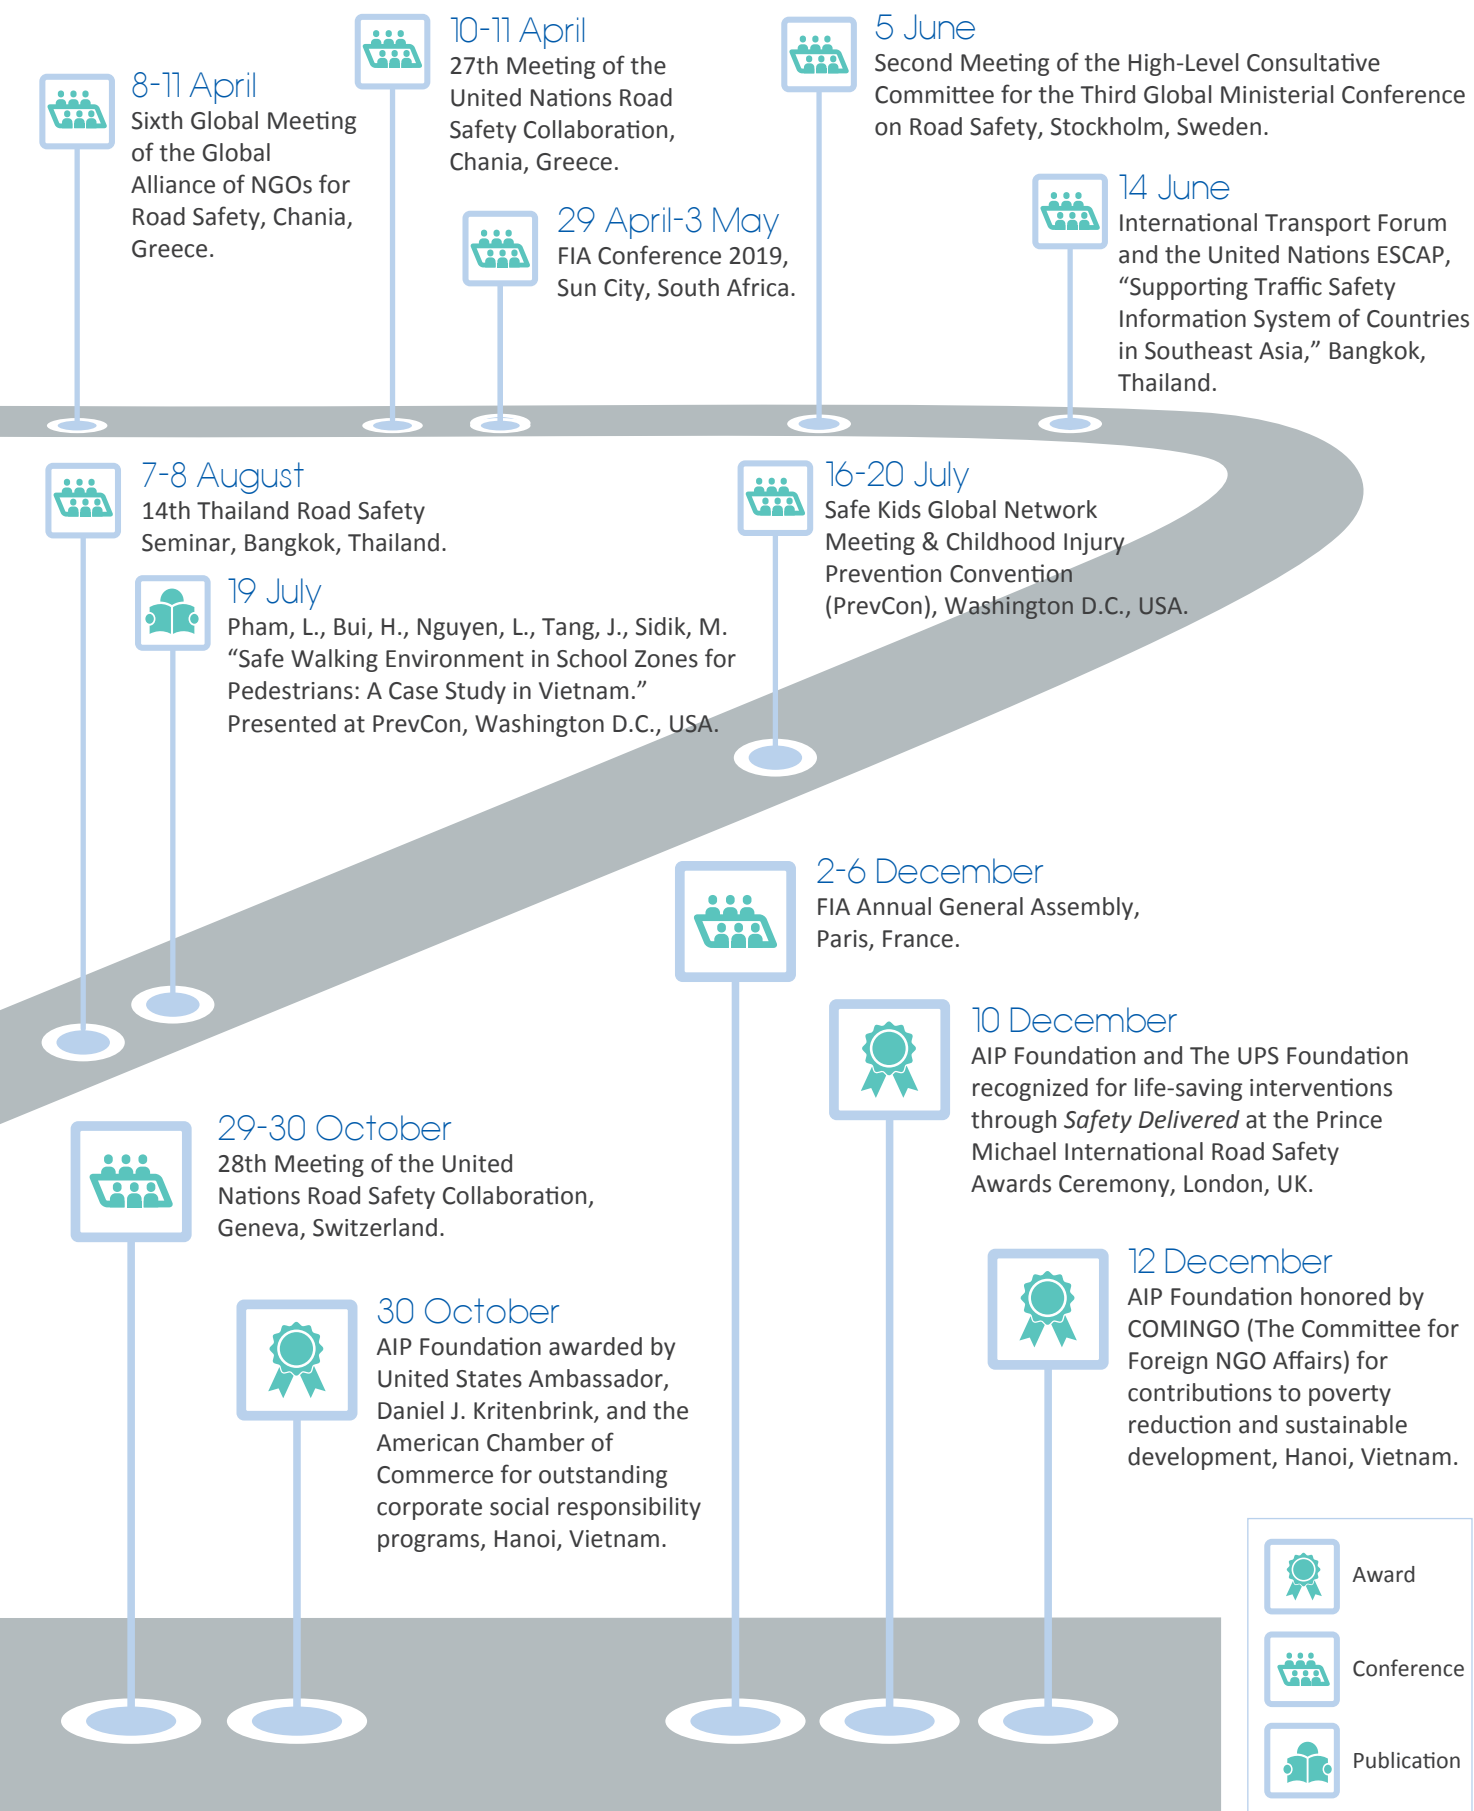 8-11 April
Sixth Global Meeting
of the Global
Alliance of NGOs for
Road Safety, Chania,
Greece.
10-11 April
27th Meeting of the
United Nations Road
Safety Collaboration,
Chania, Greece.
29 April-3 May
FIA Conference 2019,
Sun City, South Africa.
5 June
Second Meeting of the High-Level Consultative
Committee for the Third Global Ministerial Conference
on Road Safety, Stockholm, Sweden.
14 June
International Transport Forum
and the United Nations ESCAP,
“Supporting Traffic Safety
Information System of Countries
in Southeast Asia,” Bangkok,
Thailand.
16-20 July
Safe Kids Global Network
Meeting & Childhood Injury
Prevention Convention
(PrevCon), Washington D.C., USA.
19 July
Pham, L., Bui, H., Nguyen, L., Tang, J., Sidik, M.
“Safe Walking Environment in School Zones for
Pedestrians: A Case Study in Vietnam.”
Presented at PrevCon, Washington D.C., USA.
7-8 August
14th Thailand Road Safety
Seminar, Bangkok, Thailand.
29-30 October
28th Meeting of the United
Nations Road Safety Collaboration,
Geneva, Switzerland.
30 October
AIP Foundation awarded by
United States Ambassador,
Daniel J. Kritenbrink, and the
American Chamber of
Commerce for outstanding
corporate social responsibility
programs, Hanoi, Vietnam.
2-6 December
FIA Annual General Assembly,
Paris, France.
10 December
AIP Foundation and The UPS Foundation
recognized for life-saving interventions
through Safety Delivered at the Prince
Michael International Road Safety
Awards Ceremony, London, UK.
12 December
AIP Foundation honored by
COMINGO (The Committee for
Foreign NGO Affairs) for
contributions to poverty
reduction and sustainable
development, Hanoi, Vietnam.
Award
Conference
Publication